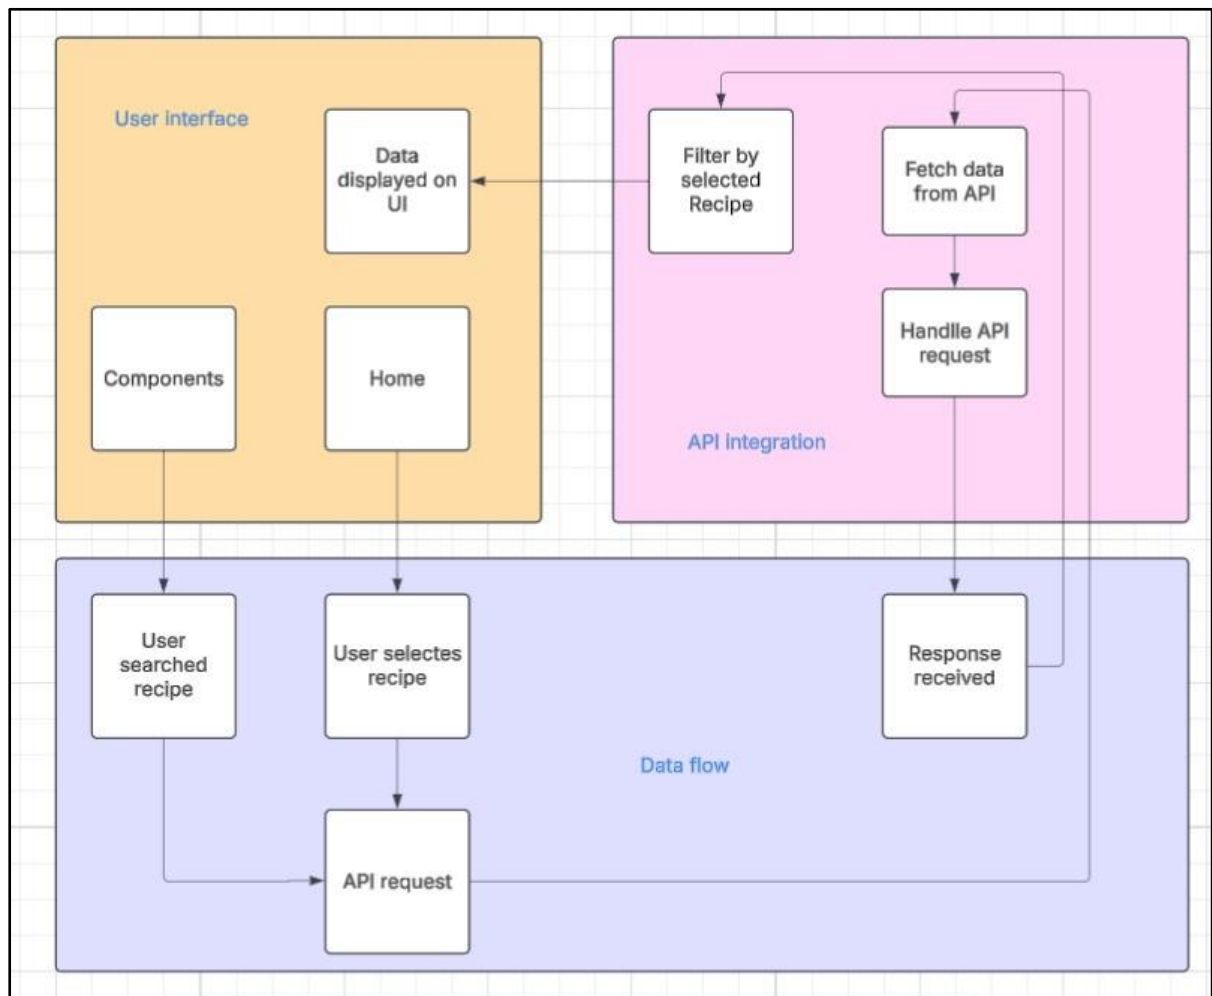 User interface
Data
displayed on
UI
Components
Home
Filter by
selected
Recipe
Fetch data
from API
Handlle API
request
API integration
User
searched
recipe
User selectes
recipe
Response
received
Data flow
API request